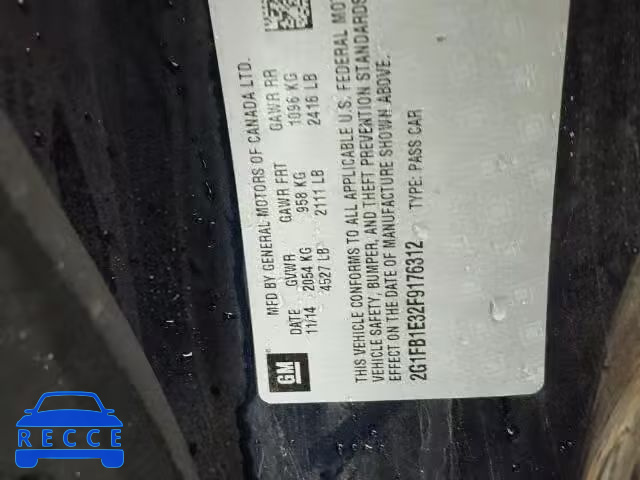 MFD BY GENERAL MOTORS OF CANADA LTD.
DATE GVWR GAWR FRT GAWR RR
11/14 2054 KG 958 KG 1096 KG
4527 LB 2111 LB 2416 LB
GM
THIS VEHICLE CONFORMS TO ALL APPLICABLE U.S. FEDERAL MOT
VEHICLE SAFETY, BUMPER, AND THEFT PREVENTION STANDARDS
EFFECT ON THE DATE OF MANUFACTURE SHOWN ABOVE.
2G1FB1E32F9176312 TYPE: PASS CAR
RECCE